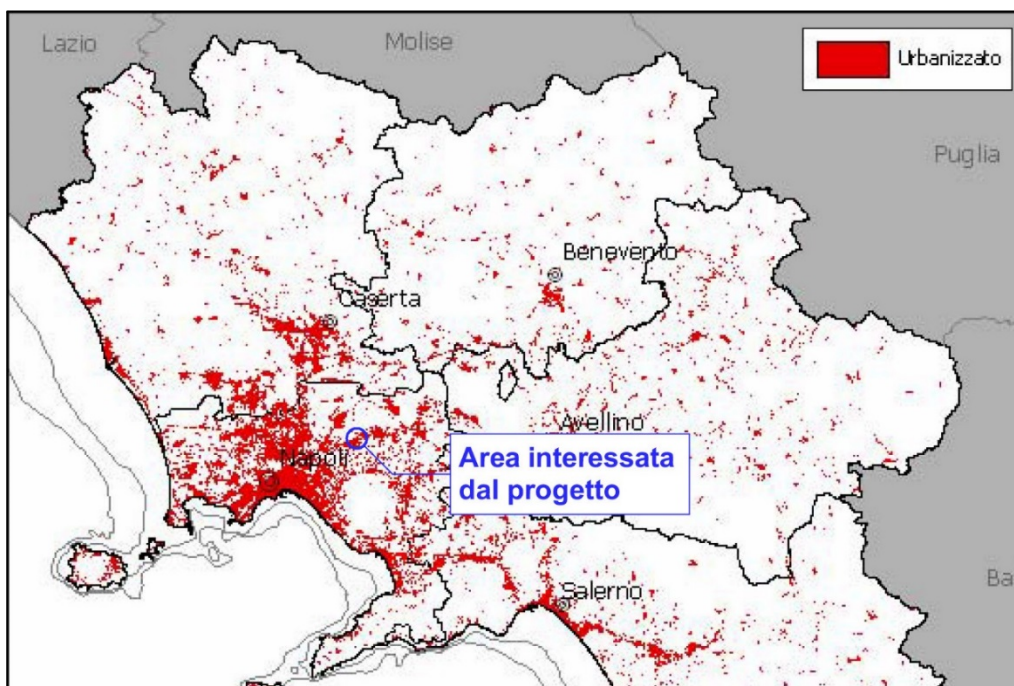 Lazio
Molise
Urbanizzato
Puglia
Benevento
Caserta
Avellino
Napoli
Area interessata
dal progetto
Salerno
Ba